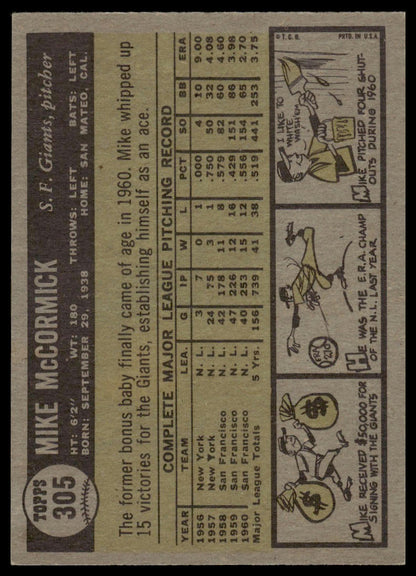 TOPPS
305
MIKE McCORMICK
S. F. Giants, pitcher
HT: 6'2" WT: 180 THROWS: LEFT BATS: LEFT
BORN: SEPTEMBER 29, 1938 HOME: SAN MATEO, CAL.
The former bonus baby finally came of age in 1960. Mike whipped up
15 victories for the Giants, establishing himself as an ace.
COMPLETE MAJOR LEAGUE PITCHING RECORD
YEAR TEAM LEA. G IP W L PCT SO BB ERA
1956 New York N. L. 3 7 0 1 .000 4 10 9.00
1957 New York N. L. 24 75 3 1 .750 50 32 4.08
1958 San Francisco N. L. 42 178 11 8 .579 82 60 4.60
1959 San Francisco N. L. 47 226 12 16 .429 151 86 3.98
1960 San Francisco N. L. 40 253 15 12 .556 154 65 2.70
Major League Totals 5 Yrs. 156 739 41 38 .519 441 253 3.75
MIKE RECEIVED $50,000 FOR
SIGNING WITH THE GIANTS
$
$
HE WAS THE E.R.A. CHAMP
OF THE N.L. LAST YEAR.
I LIKE TO
WHITE
WASH 'EM
MIKE PITCHED FOUR SHUT-
OUTS DURING 1960
© T. C. G. PRTD. IN U.S.A.